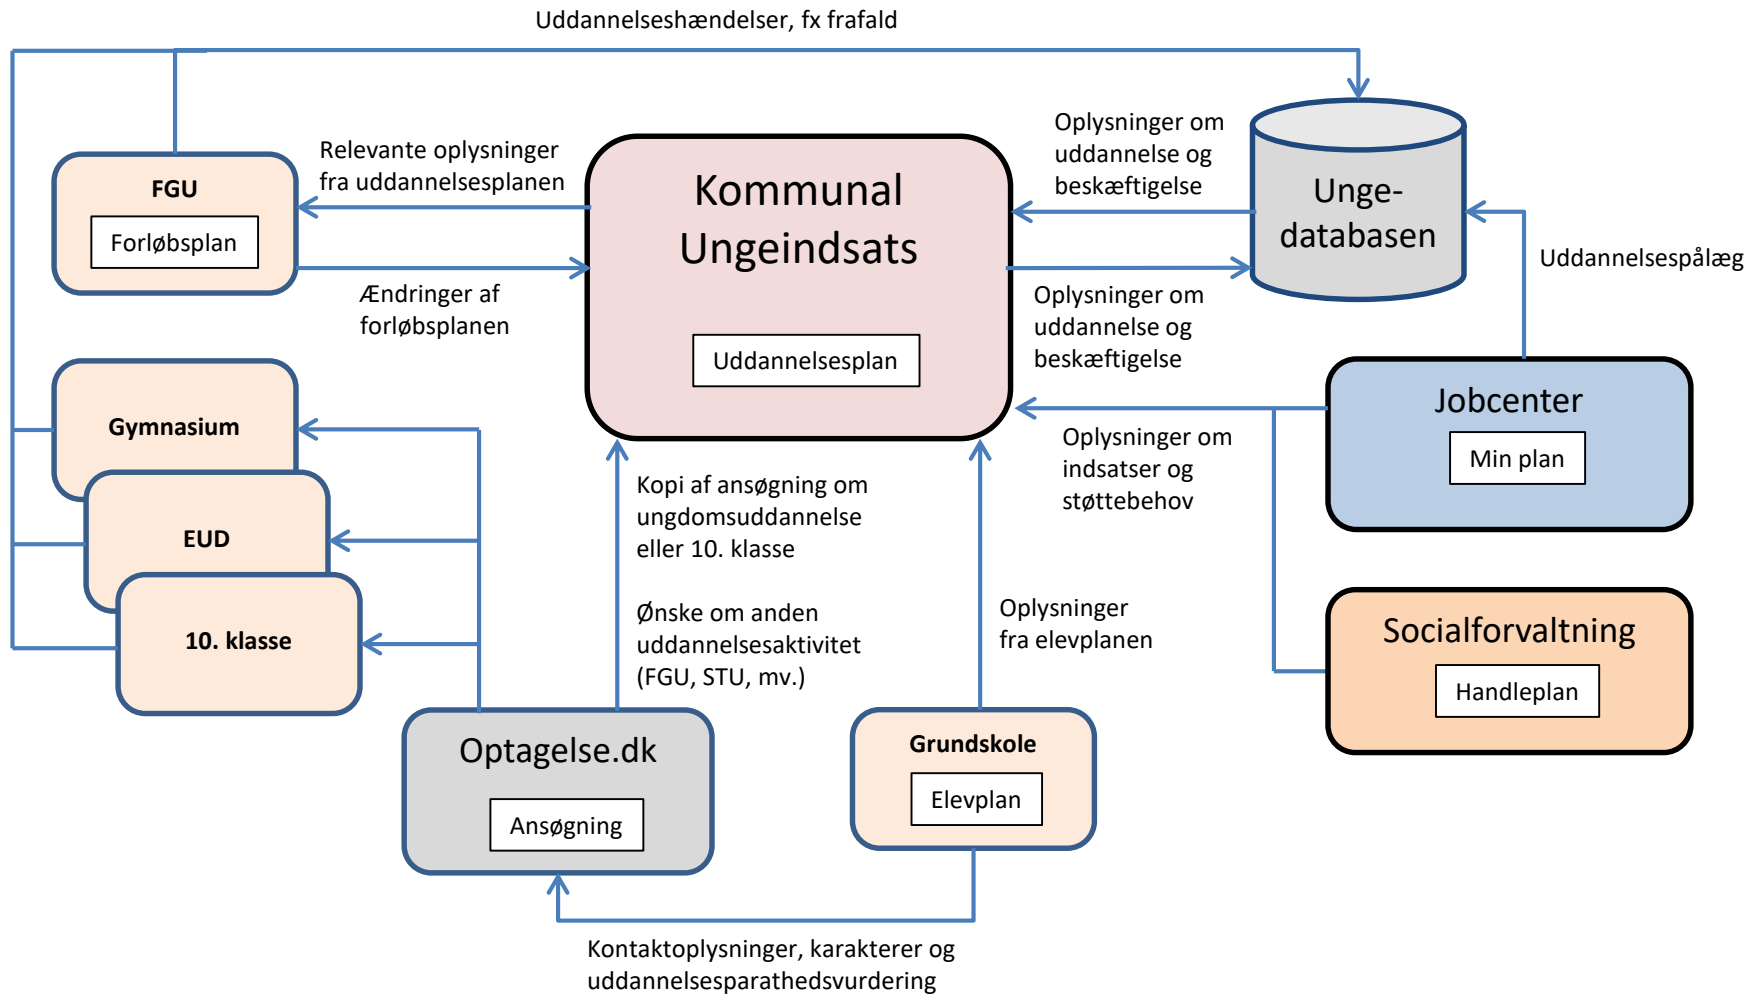 Uddannelseshændelser, fx frafald
FGU
Forløbsplan
Relevante oplysninger
fra uddannelsesplanen
Ændringer af
forløbsplanen
Kommunal
Ungeindsats
Uddannelsesplan
Oplysninger om
uddannelse og
beskæftigelse
Oplysninger om
uddannelse og
beskæftigelse
Unge-
databasen
Uddannelsespålæg
Gymnasium
EUD
10. klasse
Kopi af ansøgning om
ungdomsuddannelse
eller 10. klasse
Ønske om anden
uddannelsesaktivitet
(FGU, STU, mv.)
Oplysninger
fra elevplanen
Oplysninger om
indsatser og
støttebehov
Jobcenter
Min plan
Socialforvaltning
Handleplan
Optagelse.dk
Ansøgning
Grundskole
Elevplan
Kontaktoplysninger, karakterer og
uddannelsesparathedsvurdering